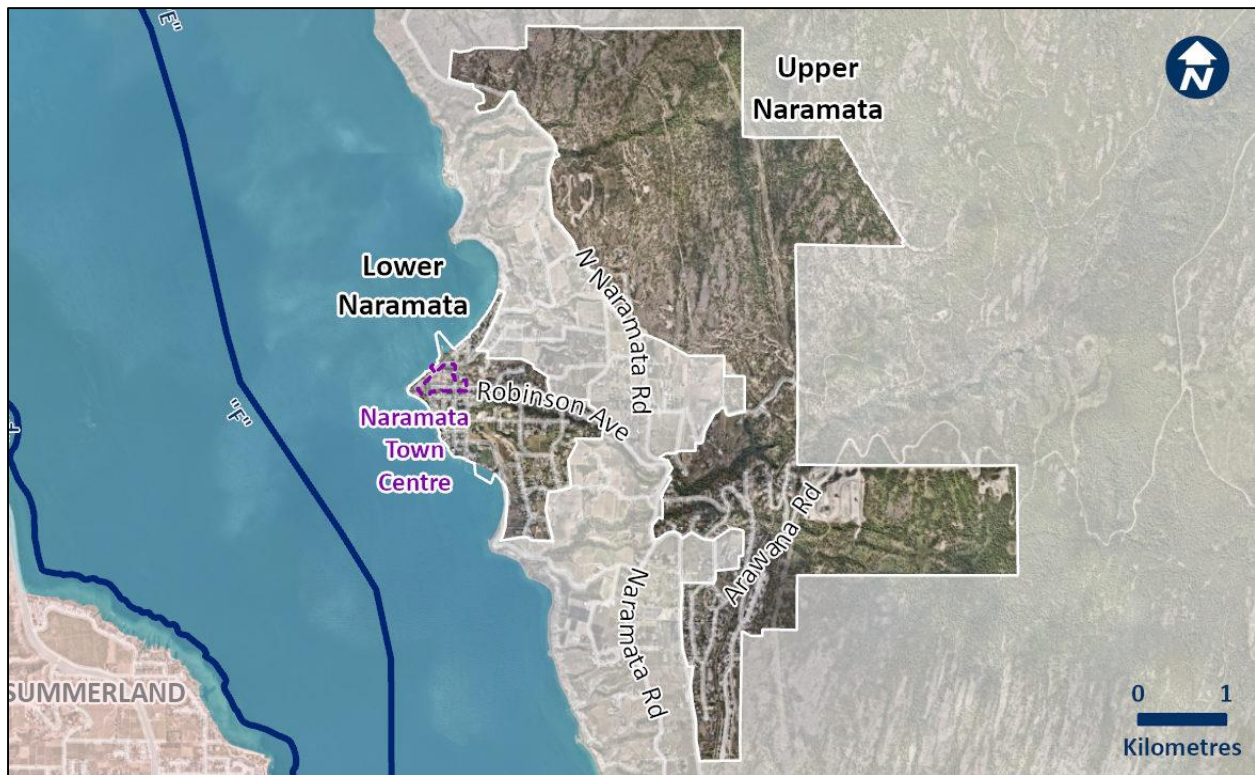 "E"
Upper
Naramata
N
Lower
Naramata
N Naramata Rd
Robinson Ave
Naramata
Town
Centre
"F"
Arawana Rd
Naramata Rd
SUMMERLAND
0 1
Kilometres